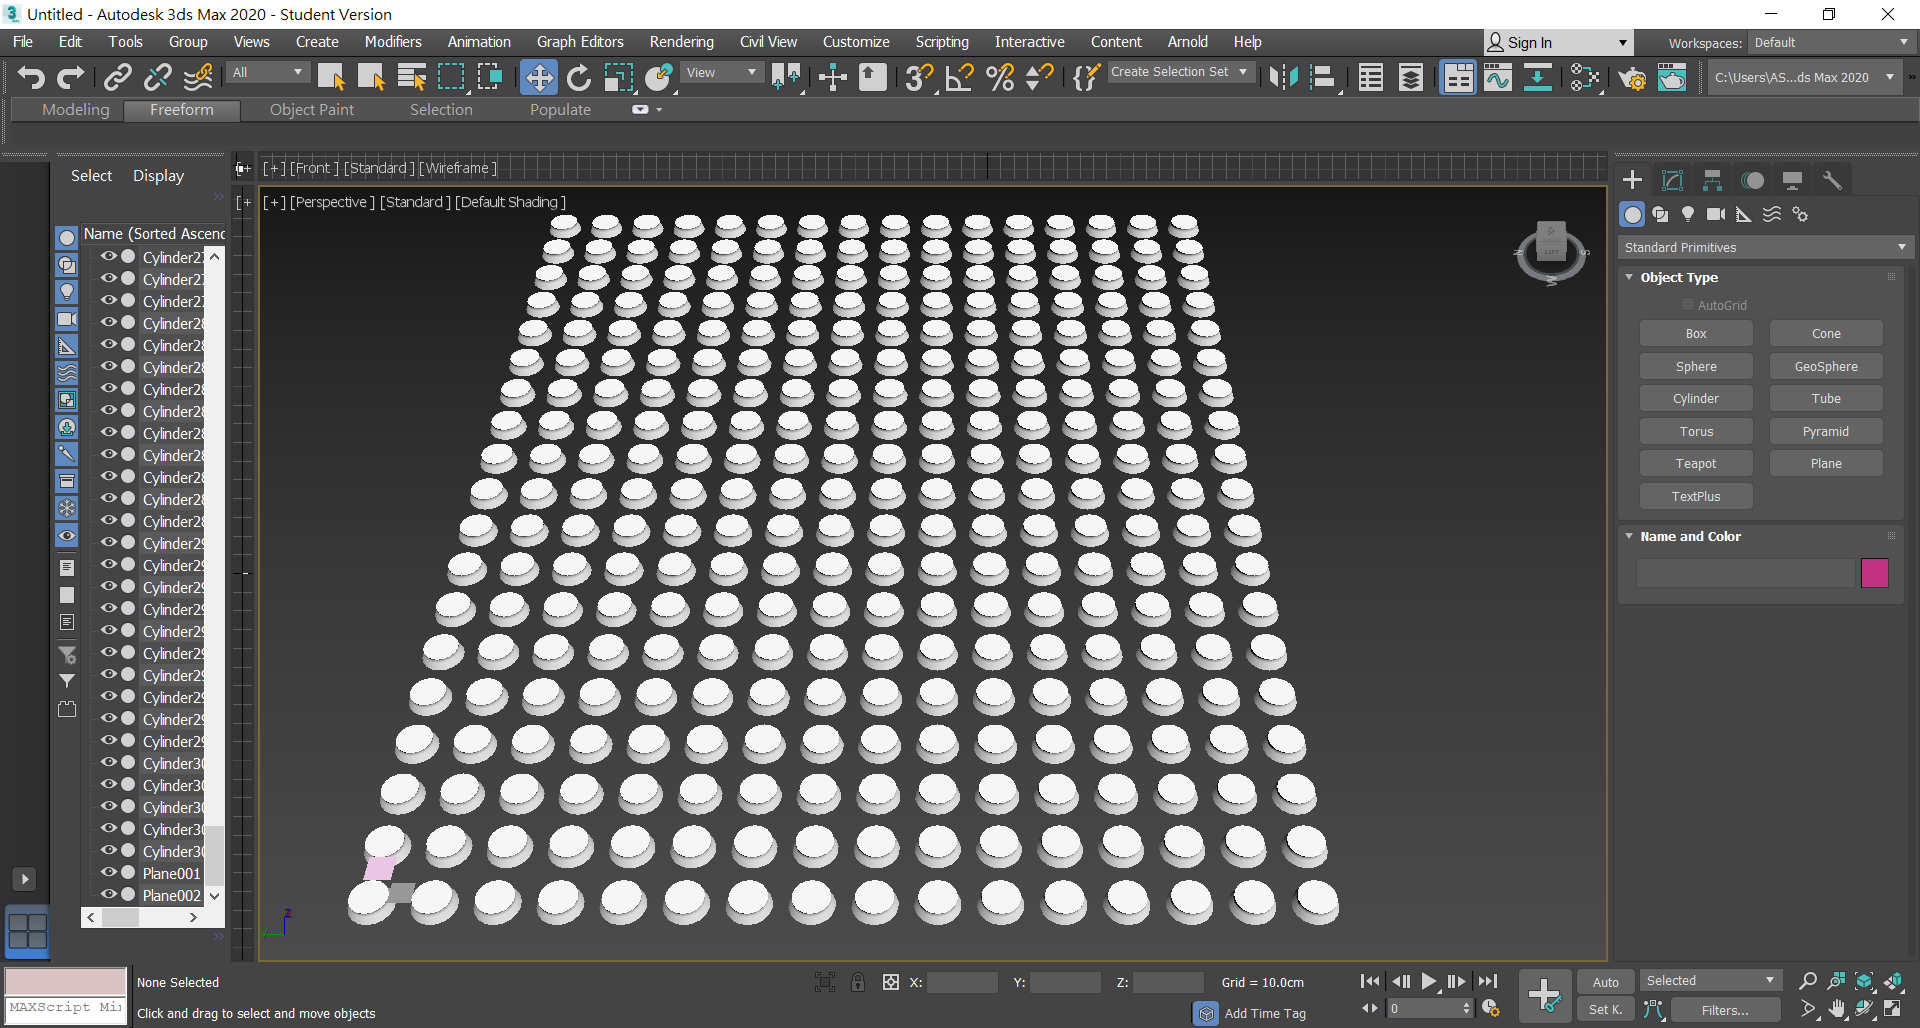 Untitled - Autodesk 3ds Max 2020 - Student Version
File Edit Tools Group Views Create Modifiers Animation Graph Editors Rendering Civil View Customize Scripting Interactive Content Arnold Help
Sign In
Workspaces: Default
All
View
Create Selection Set
C:\Users\AS...ds Max 2020
Modeling Freeform Object Paint Selection Populate
[+] [Front ] [Standard ] [Wireframe ]
[+] [Perspective ] [Standard ] [Default Shading ]
Select Display
Name (Sorted Ascend
Cylinder27
Cylinder27
Cylinder27
Cylinder28
Cylinder28
Cylinder28
Cylinder28
Cylinder28
Cylinder28
Cylinder28
Cylinder28
Cylinder28
Cylinder28
Cylinder29
Cylinder29
Cylinder29
Cylinder29
Cylinder29
Cylinder29
Cylinder29
Cylinder29
Cylinder29
Cylinder29
Cylinder30
Cylinder30
Cylinder30
Cylinder30
Cylinder30
Plane001
Plane002
LEFT
W
z
Standard Primitives
Object Type
AutoGrid
Box Cone
Sphere GeoSphere
Cylinder Tube
Torus Pyramid
Teapot Plane
TextPlus
Name and Color
None Selected
MAXScript Mi
Click and drag to select and move objects
X: Y: Z: Grid = 10.0cm
Add Time Tag
0
Auto Selected
Set K. Filters...